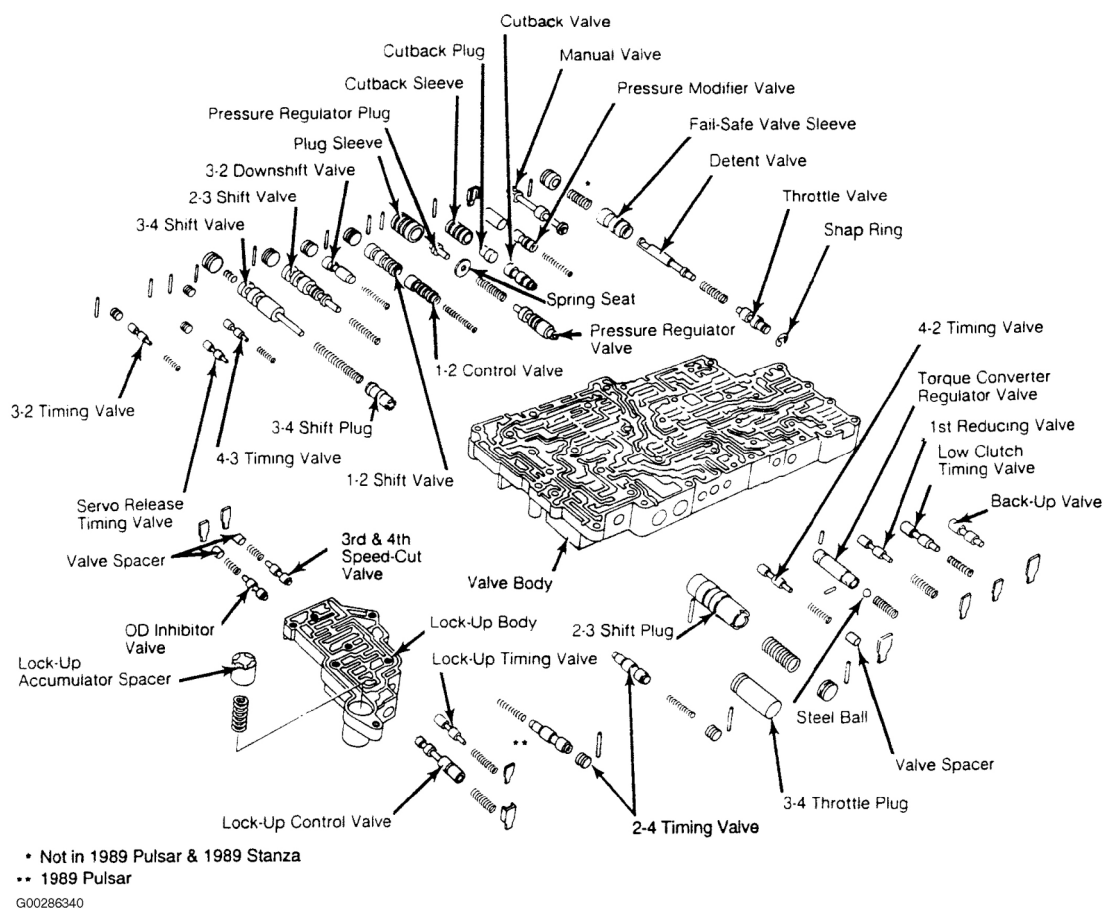 Cutback Valve
Cutback Plug
Manual Valve
Cutback Sleeve
Pressure Modifier Valve
Pressure Regulator Plug
Fail-Safe Valve Sleeve
Plug Sleeve
Detent Valve
3-2 Downshift Valve
2-3 Shift Valve
Throttle Valve
3-4 Shift Valve
Shap Ring
*
Spring Seat
Pressure Regulator
Valve
4-2 Timing Valve
1-2 Control Valve
Torque Converter
Regulator Valve
3-2 Timing Valve
3-4 Shift Plug
1st Reducing Valve
4-3 Timing Valve
Low Clutch
Timing Valve
1-2 Shift Valve
Servo Release
Timing Valve
Back-Up Valve
Valve Spacer
3rd & 4th
Speed-Cut
Valve
Valve Body
OD Inhibitor
Valve
Lock-Up Body
2-3 Shift Plug
Lock-Up
Accumulator Spacer
Lock-Up Timing Valve
Steel Ball
**
Valve Spacer
3-4 Throttle Plug
Lock-Up Control Valve
2-4 Timing Valve
* Not in 1989 Pulsar & 1989 Stanza
** 1989 Pulsar
G00286340